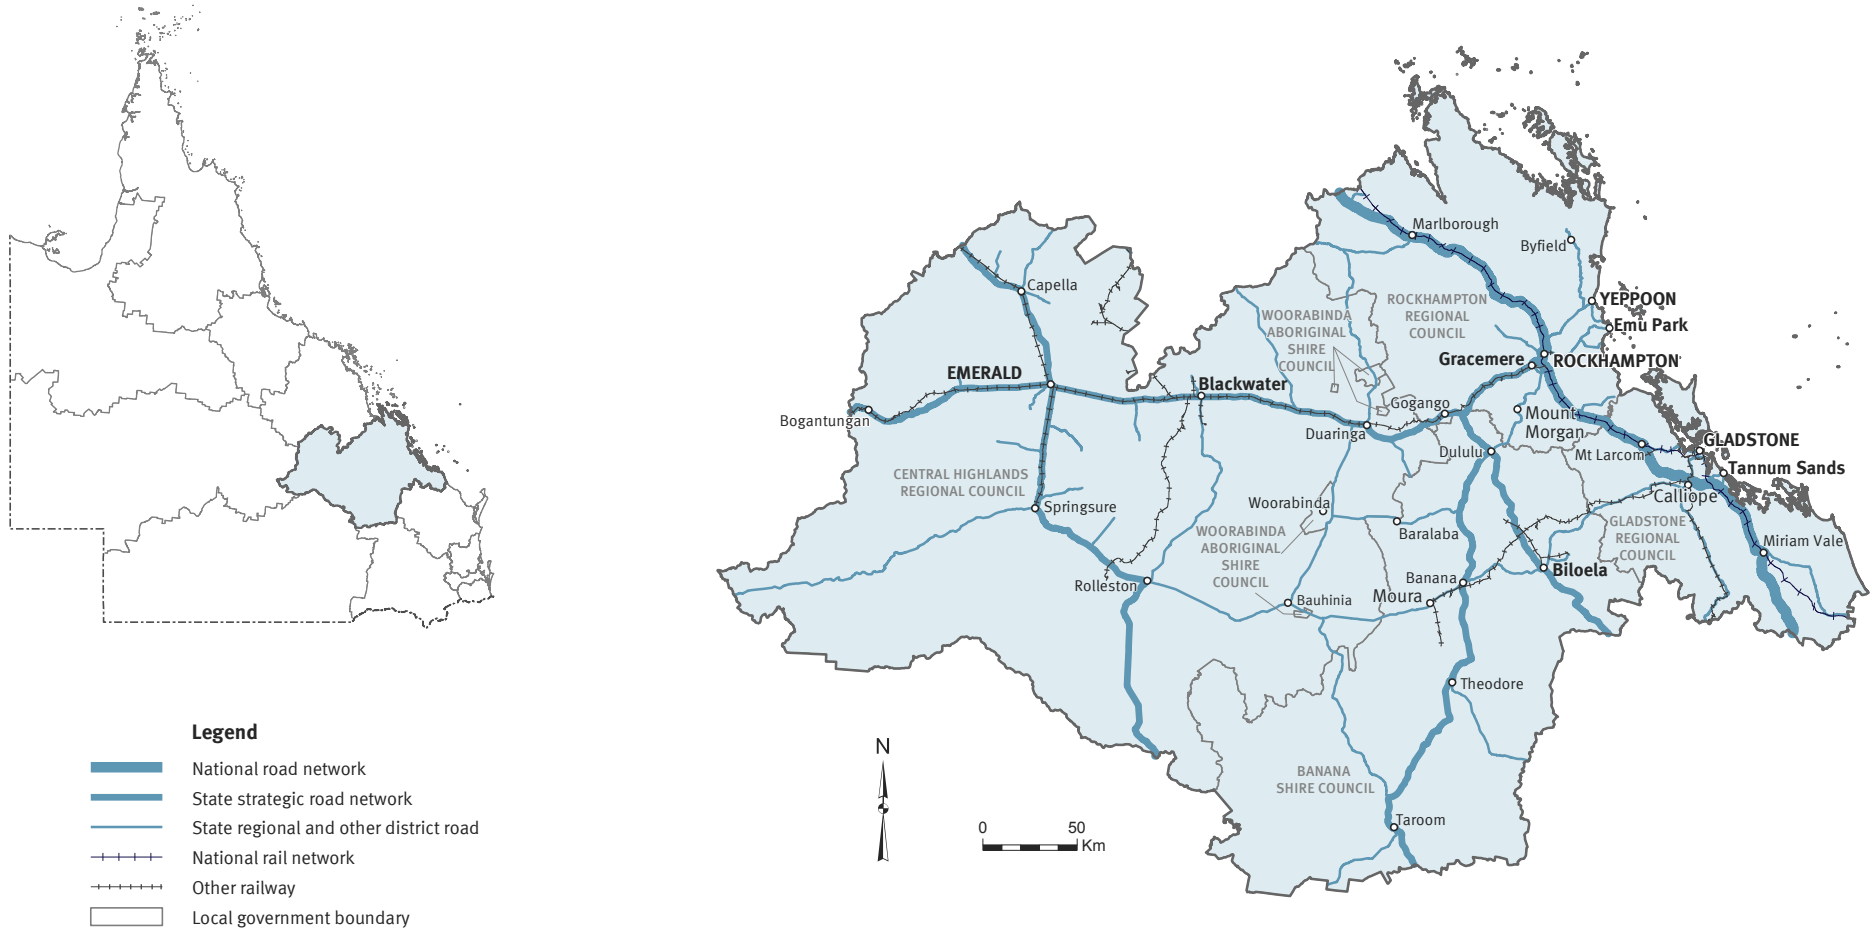 Marlborough
Byfield
Capella
YEPPOON
ROCKHAMPTON
REGIONAL
COUNCIL
WOORABINDA
ABORIGINAL
SHIRE
COUNCIL
Emu Park
Gracemere
ROCKHAMPTON
EMERALD
Blackwater
Gogango
Bogantungan
Mount
Morgan
Duaringa
GLADSTONE
Dululu
Mt Larcom
Tannum Sands
CENTRAL HIGHLANDS
REGIONAL COUNCIL
Calliope
Woorabinda
Springsure
GLADSTONE
REGIONAL
COUNCIL
WOORABINDA
ABORIGINAL
SHIRE
COUNCIL
Baralaba
Miriam Vale
Biloela
Banana
Rolleston
Moura
Bauhinia
Theodore
BANANA
SHIRE COUNCIL
Taroom
N
0 50
Km
Legend
National road network
State strategic road network
State regional and other district road
National rail network
Other railway
Local government boundary